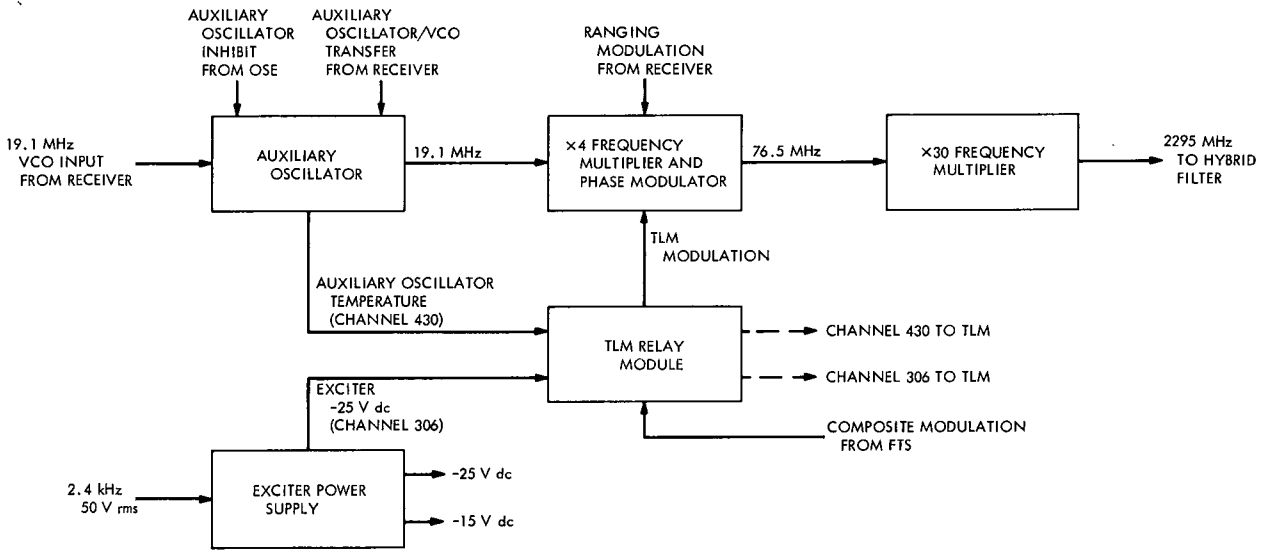 AUXILIARY
OSCILLATOR
INHIBIT
FROM OSE
AUXILIARY
OSCILLATOR/VCO
TRANSFER
FROM RECEIVER
RANGING
MODULATION
FROM RECEIVER
19.1 MHz
VCO INPUT
FROM RECEIVER
AUXILIARY
OSCILLATOR
19.1 MHz
×4 FREQUENCY
MULTIPLIER AND
PHASE MODULATOR
76.5 MHz
×30 FREQUENCY
MULTIPLIER
2295 MHz
TO HYBRID
FILTER
TLM
MODULATION
AUXILIARY OSCILLATOR
TEMPERATURE
(CHANNEL 430)
TLM RELAY
MODULE
CHANNEL 430 TO TLM
CHANNEL 306 TO TLM
EXCITER
-25 V dc
(CHANNEL 306)
COMPOSITE MODULATION
FROM FTS
2.4 kHz
50 V rms
EXCITER POWER
SUPPLY
-25 V dc
-15 V dc